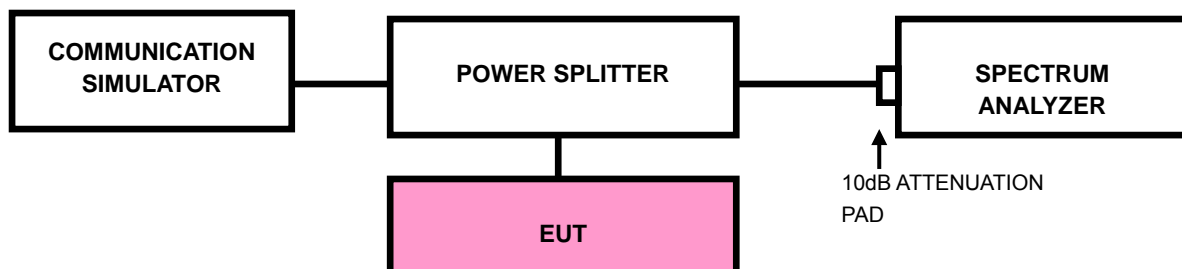 COMMUNICATION
SIMULATOR
POWER SPLITTER
SPECTRUM
ANALYZER
10dB ATTENUATION
PAD
EUT